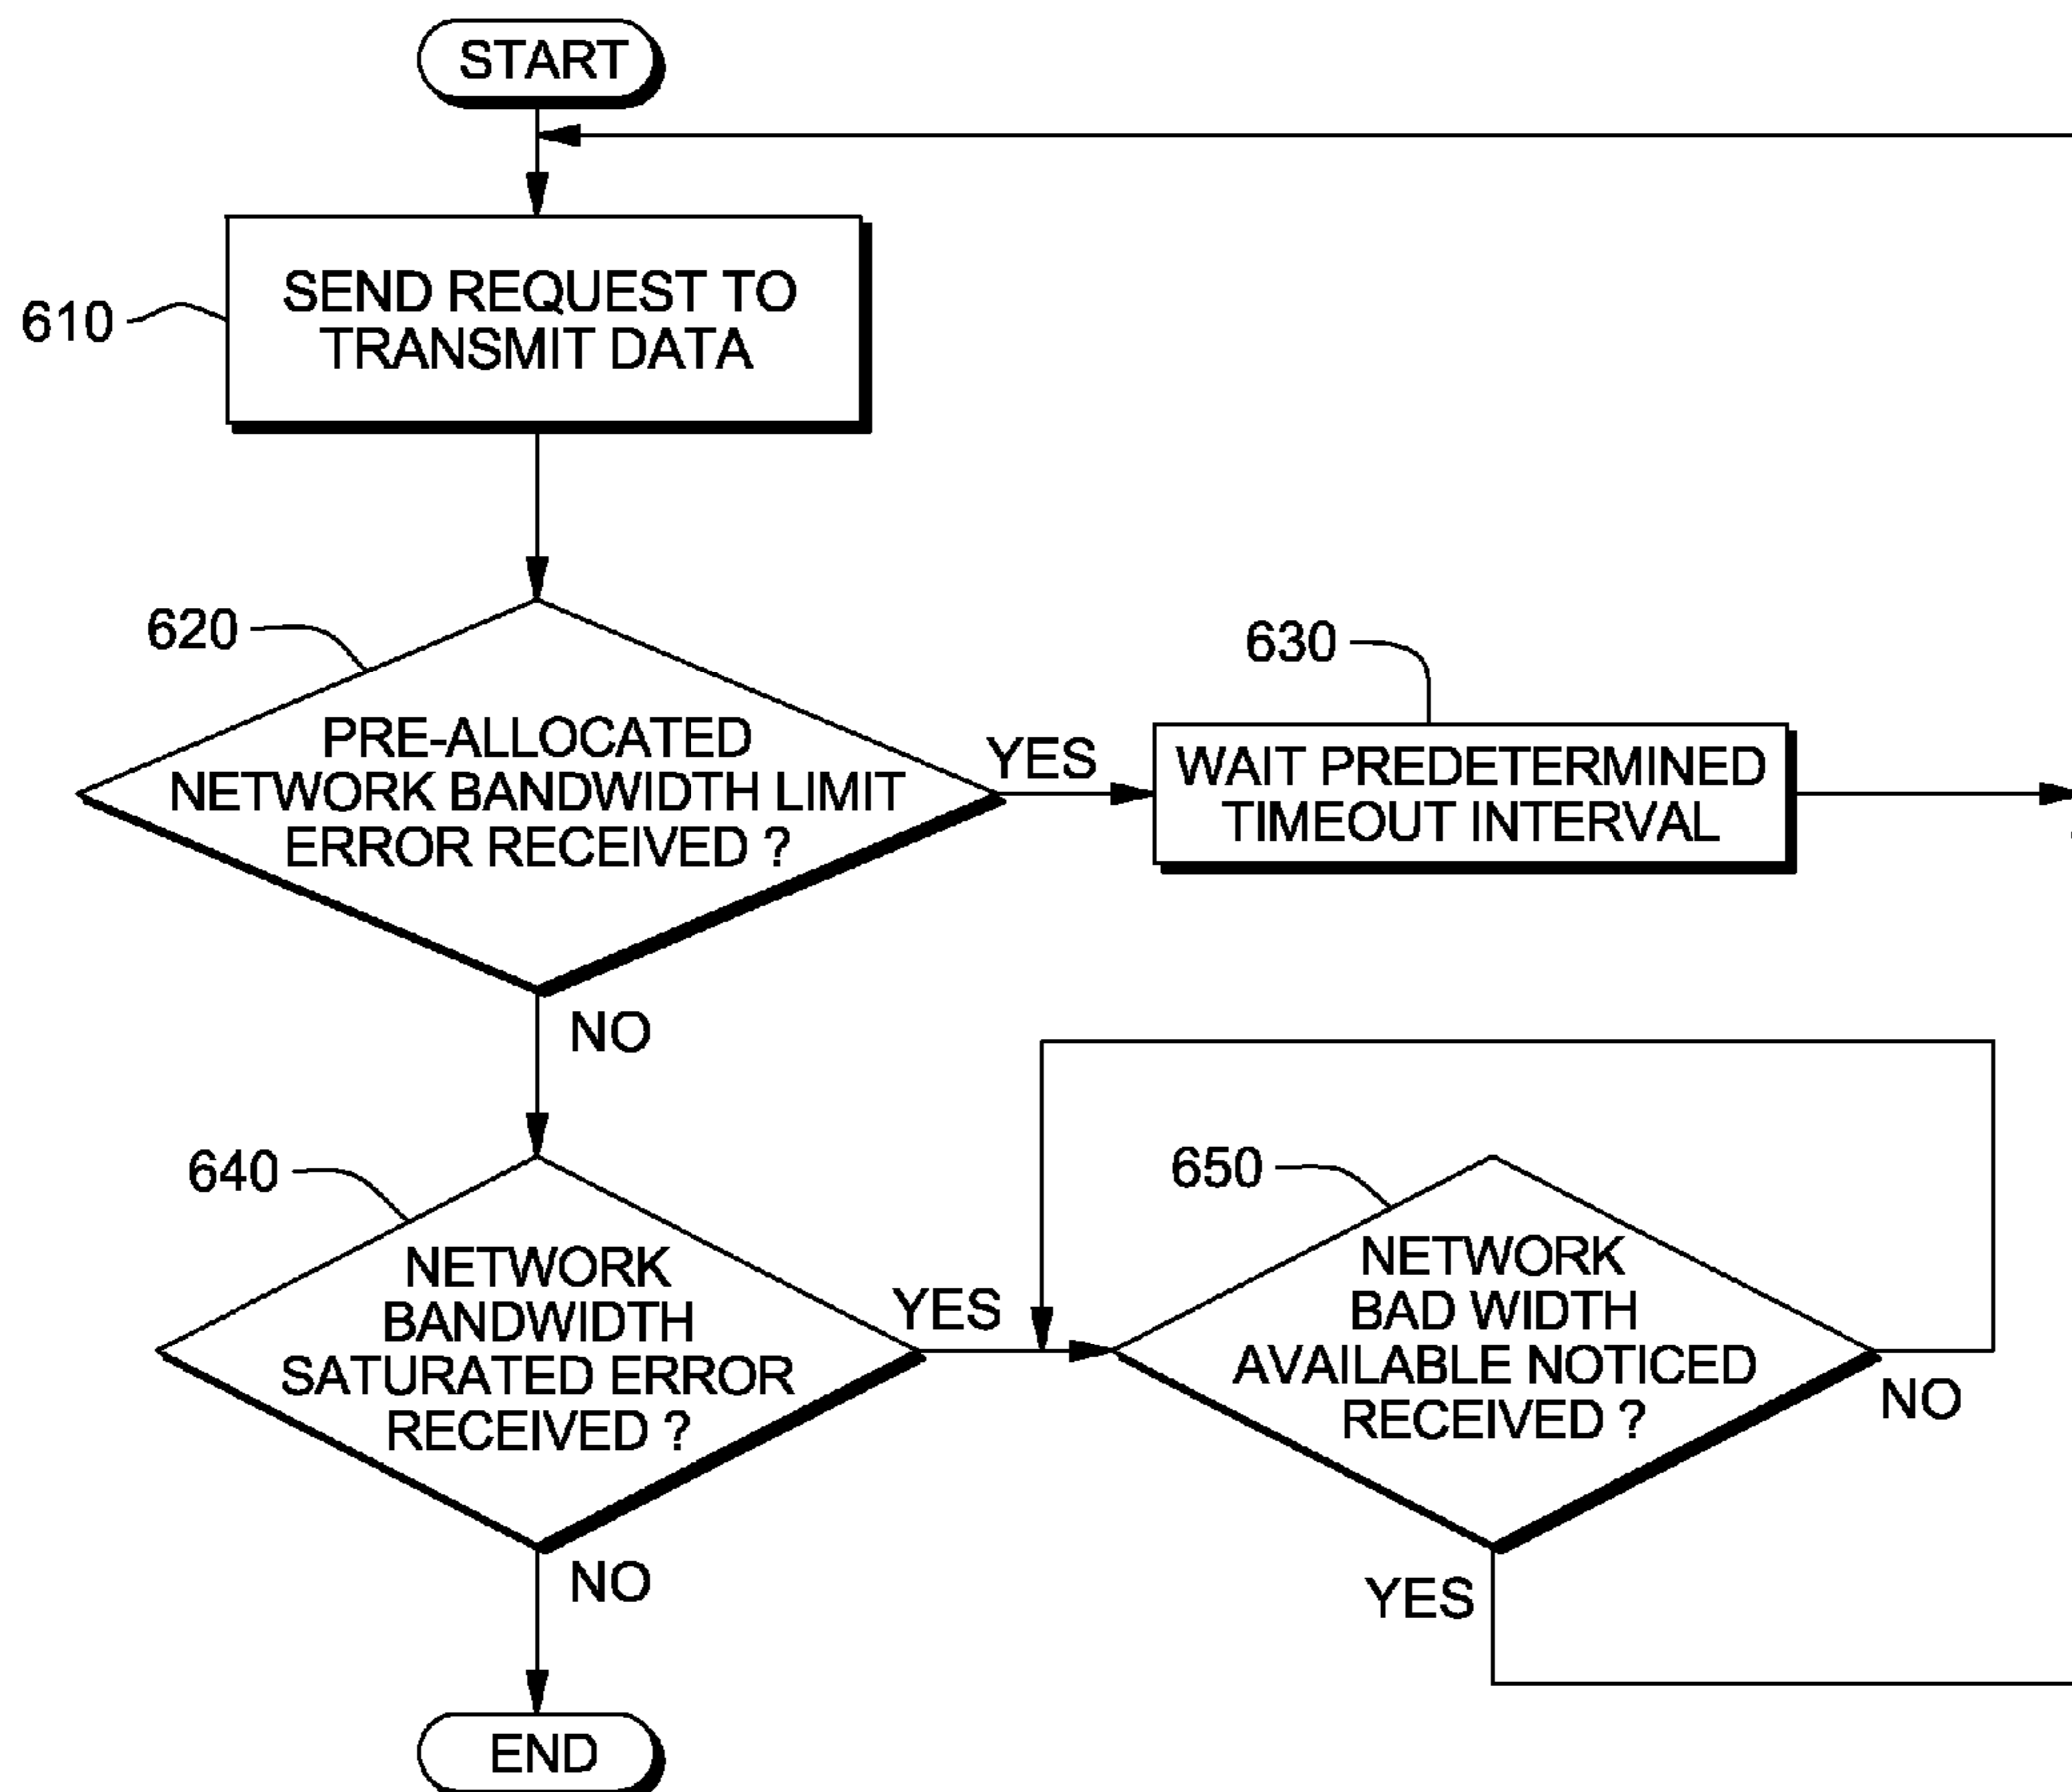 START
610
SEND REQUEST TO
TRANSMIT DATA
620
PRE-ALLOCATED
NETWORK BANDWIDTH LIMIT
ERROR RECEIVED ?
YES
630
WAIT PREDETERMINED
TIMEOUT INTERVAL
NO
640
NETWORK
BANDWIDTH
SATURATED ERROR
RECEIVED ?
YES
650
NETWORK
BAD WIDTH
AVAILABLE NOTICED
RECEIVED ?
NO
YES
NO
END